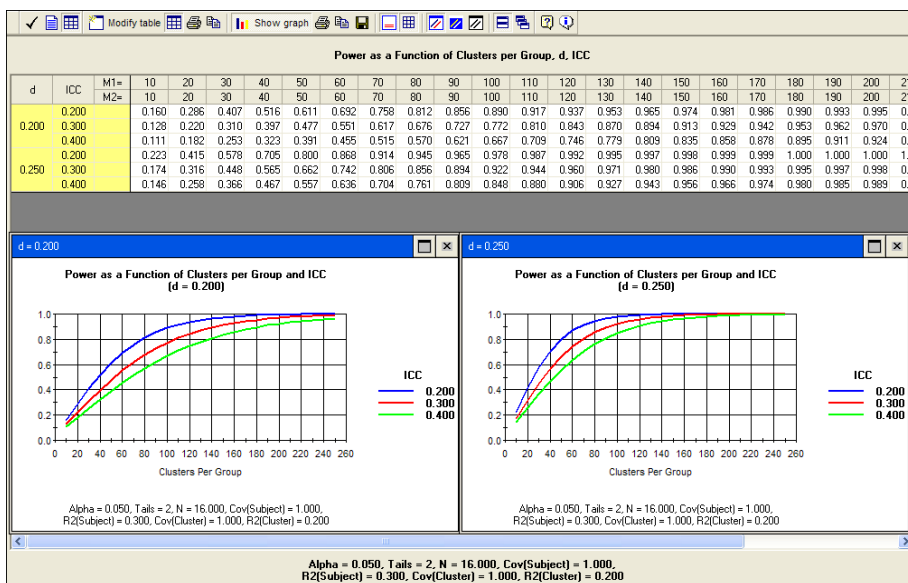 Modify table Show graph
Power as a Function of Clusters per Group, d, ICC
d ICC M1= 10 20 30 40 50 60 70 80 90 100 110 120 130 140 150 160 170 180 190 200
M2= 10 20 30 40 50 60 70 80 90 100 110 120 130 140 150 160 170 180 190 200
0.200 0.160 0.286 0.407 0.516 0.611 0.692 0.758 0.812 0.856 0.890 0.917 0.937 0.953 0.965 0.974 0.981 0.986 0.990 0.993 0.995
0.200 0.300 0.128 0.220 0.310 0.397 0.477 0.551 0.617 0.676 0.727 0.772 0.810 0.843 0.870 0.894 0.913 0.929 0.942 0.953 0.962 0.970
0.400 0.111 0.182 0.253 0.323 0.391 0.455 0.515 0.570 0.621 0.667 0.709 0.746 0.779 0.809 0.835 0.858 0.878 0.895 0.911 0.924
0.200 0.223 0.415 0.578 0.705 0.800 0.868 0.914 0.945 0.965 0.978 0.987 0.992 0.995 0.997 0.998 0.999 0.999 1.000 1.000 1.000
0.250 0.300 0.174 0.316 0.448 0.565 0.662 0.742 0.806 0.856 0.894 0.922 0.944 0.960 0.971 0.980 0.986 0.990 0.993 0.995 0.997 0.998
0.400 0.146 0.258 0.366 0.467 0.557 0.636 0.704 0.761 0.809 0.848 0.880 0.906 0.927 0.943 0.956 0.966 0.974 0.980 0.985 0.989
d = 0.200
Power as a Function of Clusters per Group and ICC
(d = 0.200)
1.0
0.8
0.6
0.4
0.2
0.0
0 20 40 60 80 100 120 140 160 180 200 220 240 260
Clusters Per Group
ICC
0.200
0.300
0.400
Alpha = 0.050, Tails = 2, N = 16.000, Cov(Subject) = 1.000,
R2(Subject) = 0.300, Cov(Cluster) = 1.000, R2(Cluster) = 0.200
d = 0.250
Power as a Function of Clusters per Group and ICC
(d = 0.250)
1.0
0.8
0.6
0.4
0.2
0.0
0 20 40 60 80 100 120 140 160 180 200 220 240 260
Clusters Per Group
ICC
0.200
0.300
0.400
Alpha = 0.050, Tails = 2, N = 16.000, Cov(Subject) = 1.000,
R2(Subject) = 0.300, Cov(Cluster) = 1.000, R2(Cluster) = 0.200
Alpha = 0.050, Tails = 2, N = 16.000, Cov(Subject) = 1.000,
R2(Subject) = 0.300, Cov(Cluster) = 1.000, R2(Cluster) = 0.200